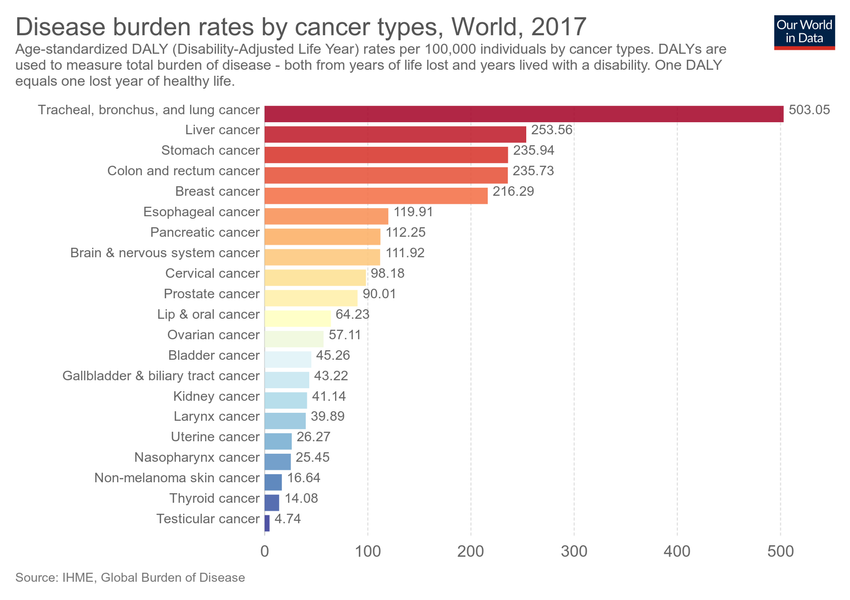 Disease burden rates by cancer types, World, 2017
Our World
in Data
Age-standardized DALY (Disability-Adjusted Life Year) rates per 100,000 individuals by cancer types. DALYs are
used to measure total burden of disease - both from years of life lost and years lived with a disability. One DALY
equals one lost year of healthy life.
Tracheal, bronchus, and lung cancer 503.05
Liver cancer 253.56
Stomach cancer 235.94
Colon and rectum cancer 235.73
Breast cancer 216.29
Esophageal cancer 119.91
Pancreatic cancer 112.25
Brain & nervous system cancer 111.92
Cervical cancer 98.18
Prostate cancer 90.01
Lip & oral cancer 64.23
Ovarian cancer 57.11
Bladder cancer 45.26
Gallbladder & biliary tract cancer 43.22
Kidney cancer 41.14
Larynx cancer 39.89
Uterine cancer 26.27
Nasopharynx cancer 25.45
Non-melanoma skin cancer 16.64
Thyroid cancer 14.08
Testicular cancer 4.74
0 100 200 300 400 500
Source: IHME, Global Burden of Disease